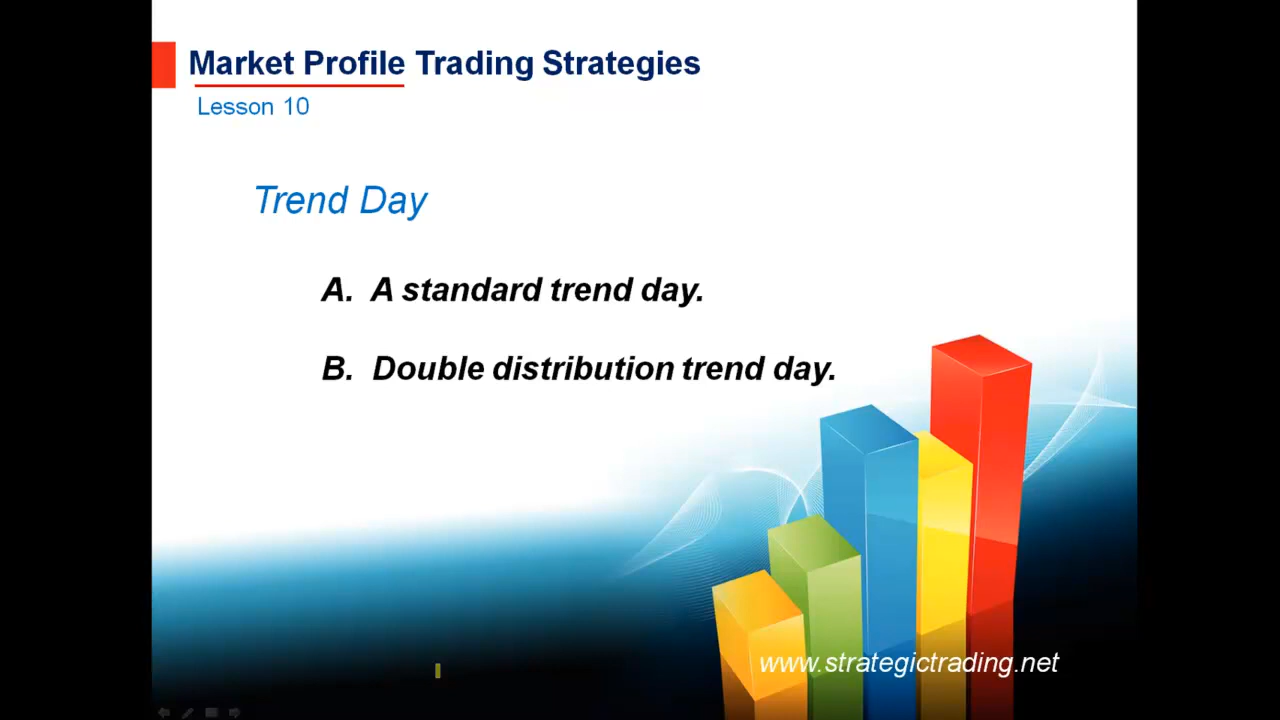 Market Profile Trading Strategies
Lesson 10
Trend Day
A. A standard trend day.
B. Double distribution trend day.
www.strategictrading.net